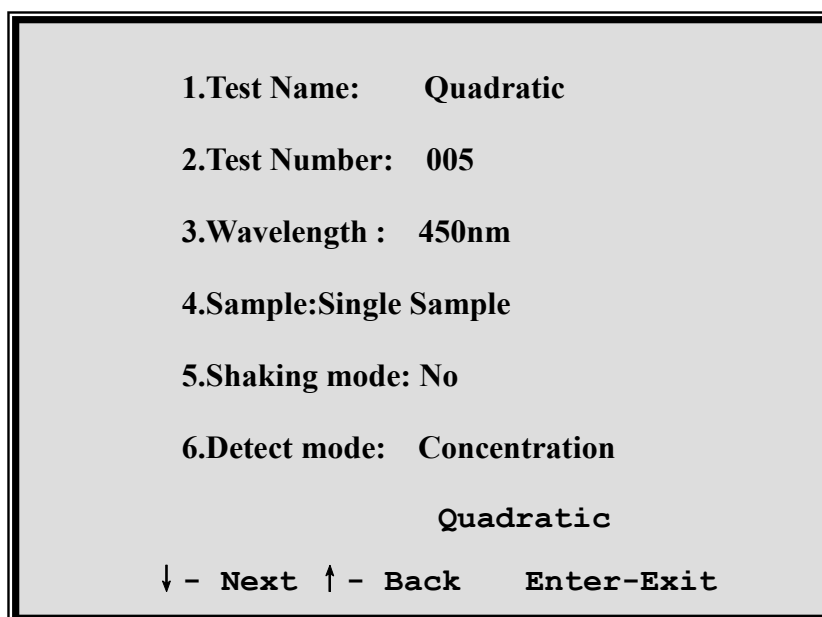 1.Test Name: Quadratic
2.Test Number: 005
3.Wavelength : 450nm
4.Sample:Single Sample
5.Shaking mode: No
6.Detect mode: Concentration
Quadratic
↓- Next ↑- Back Enter-Exit